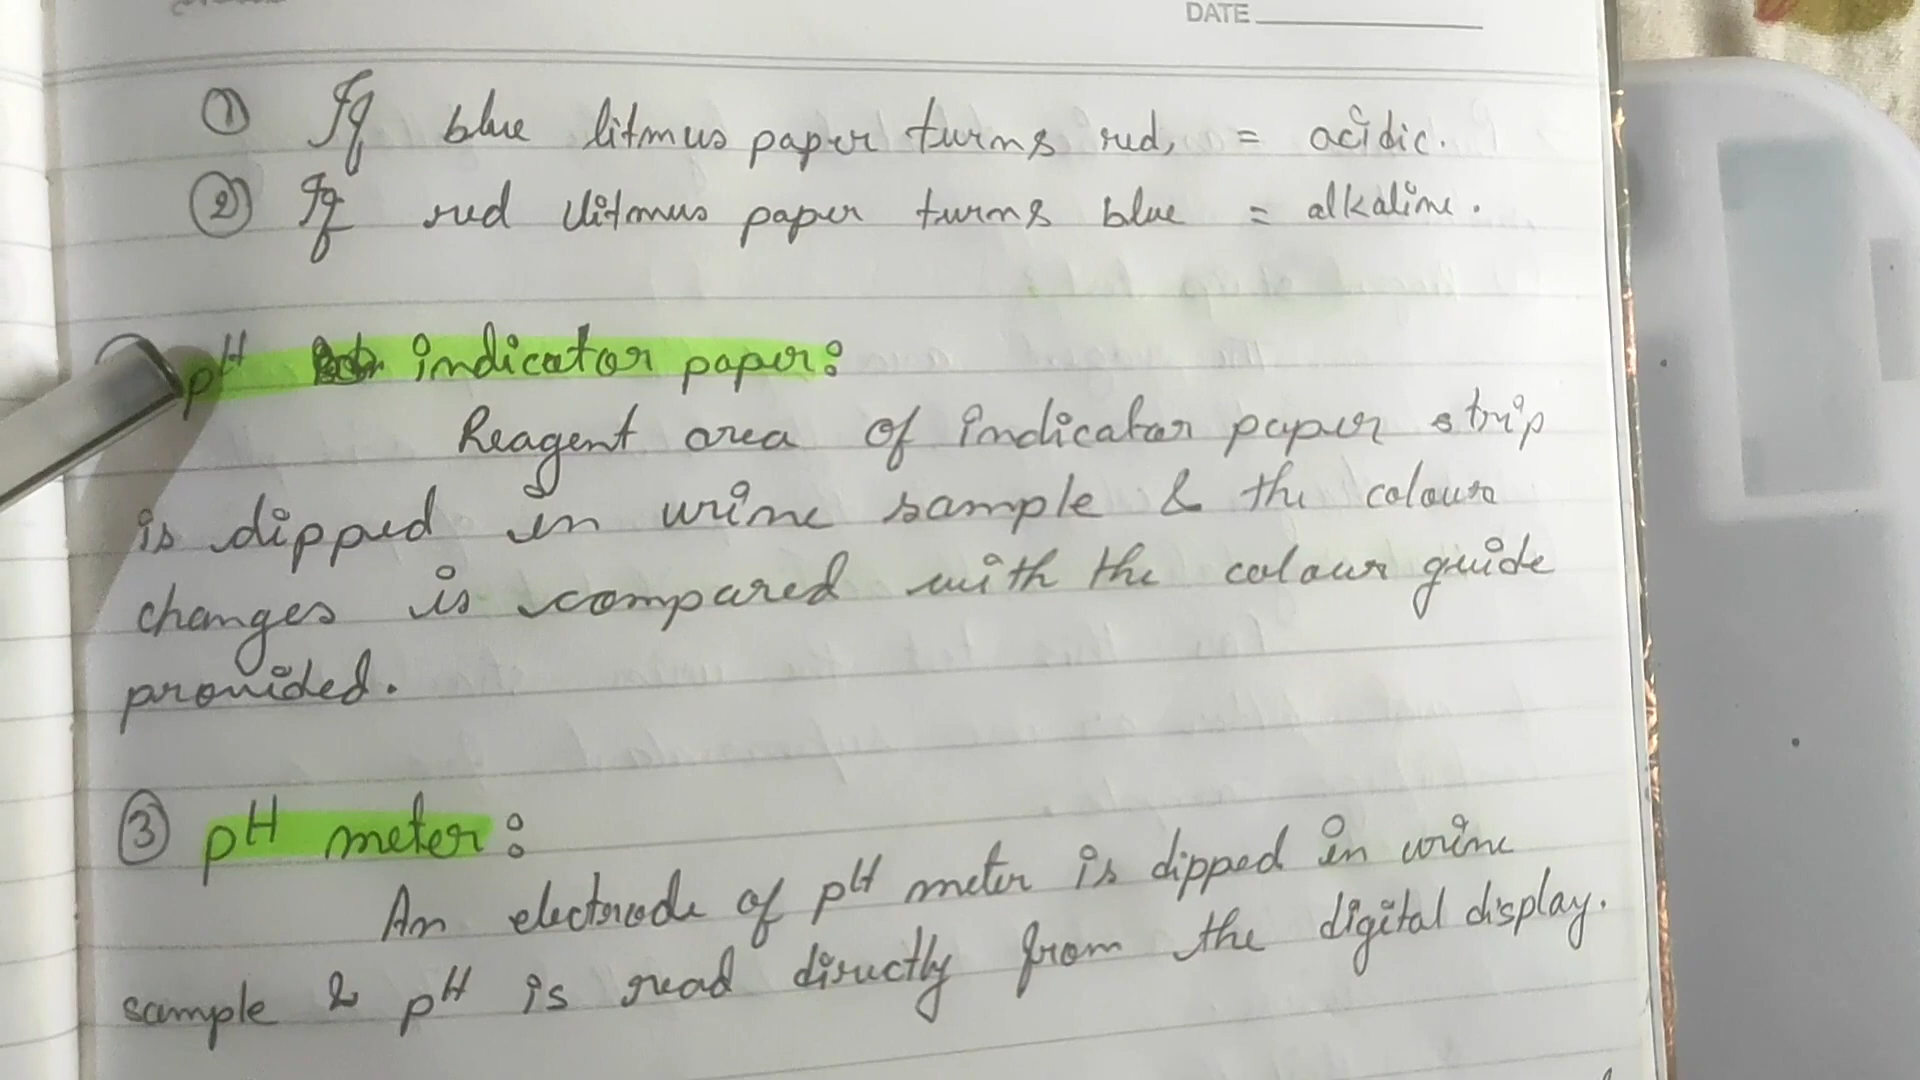 DATE
① If blue litmus paper turns red, = acidic.
② If red litmus paper turns blue = alkaline.
pH indicator paper:
Reagent area of indicator paper strip
is dipped in urine sample & the colour
changes is compared with the colour guide
provided.
③ pH meter:
An electrode of pH meter is dipped in urine
sample & pH is read directly from the digital display.